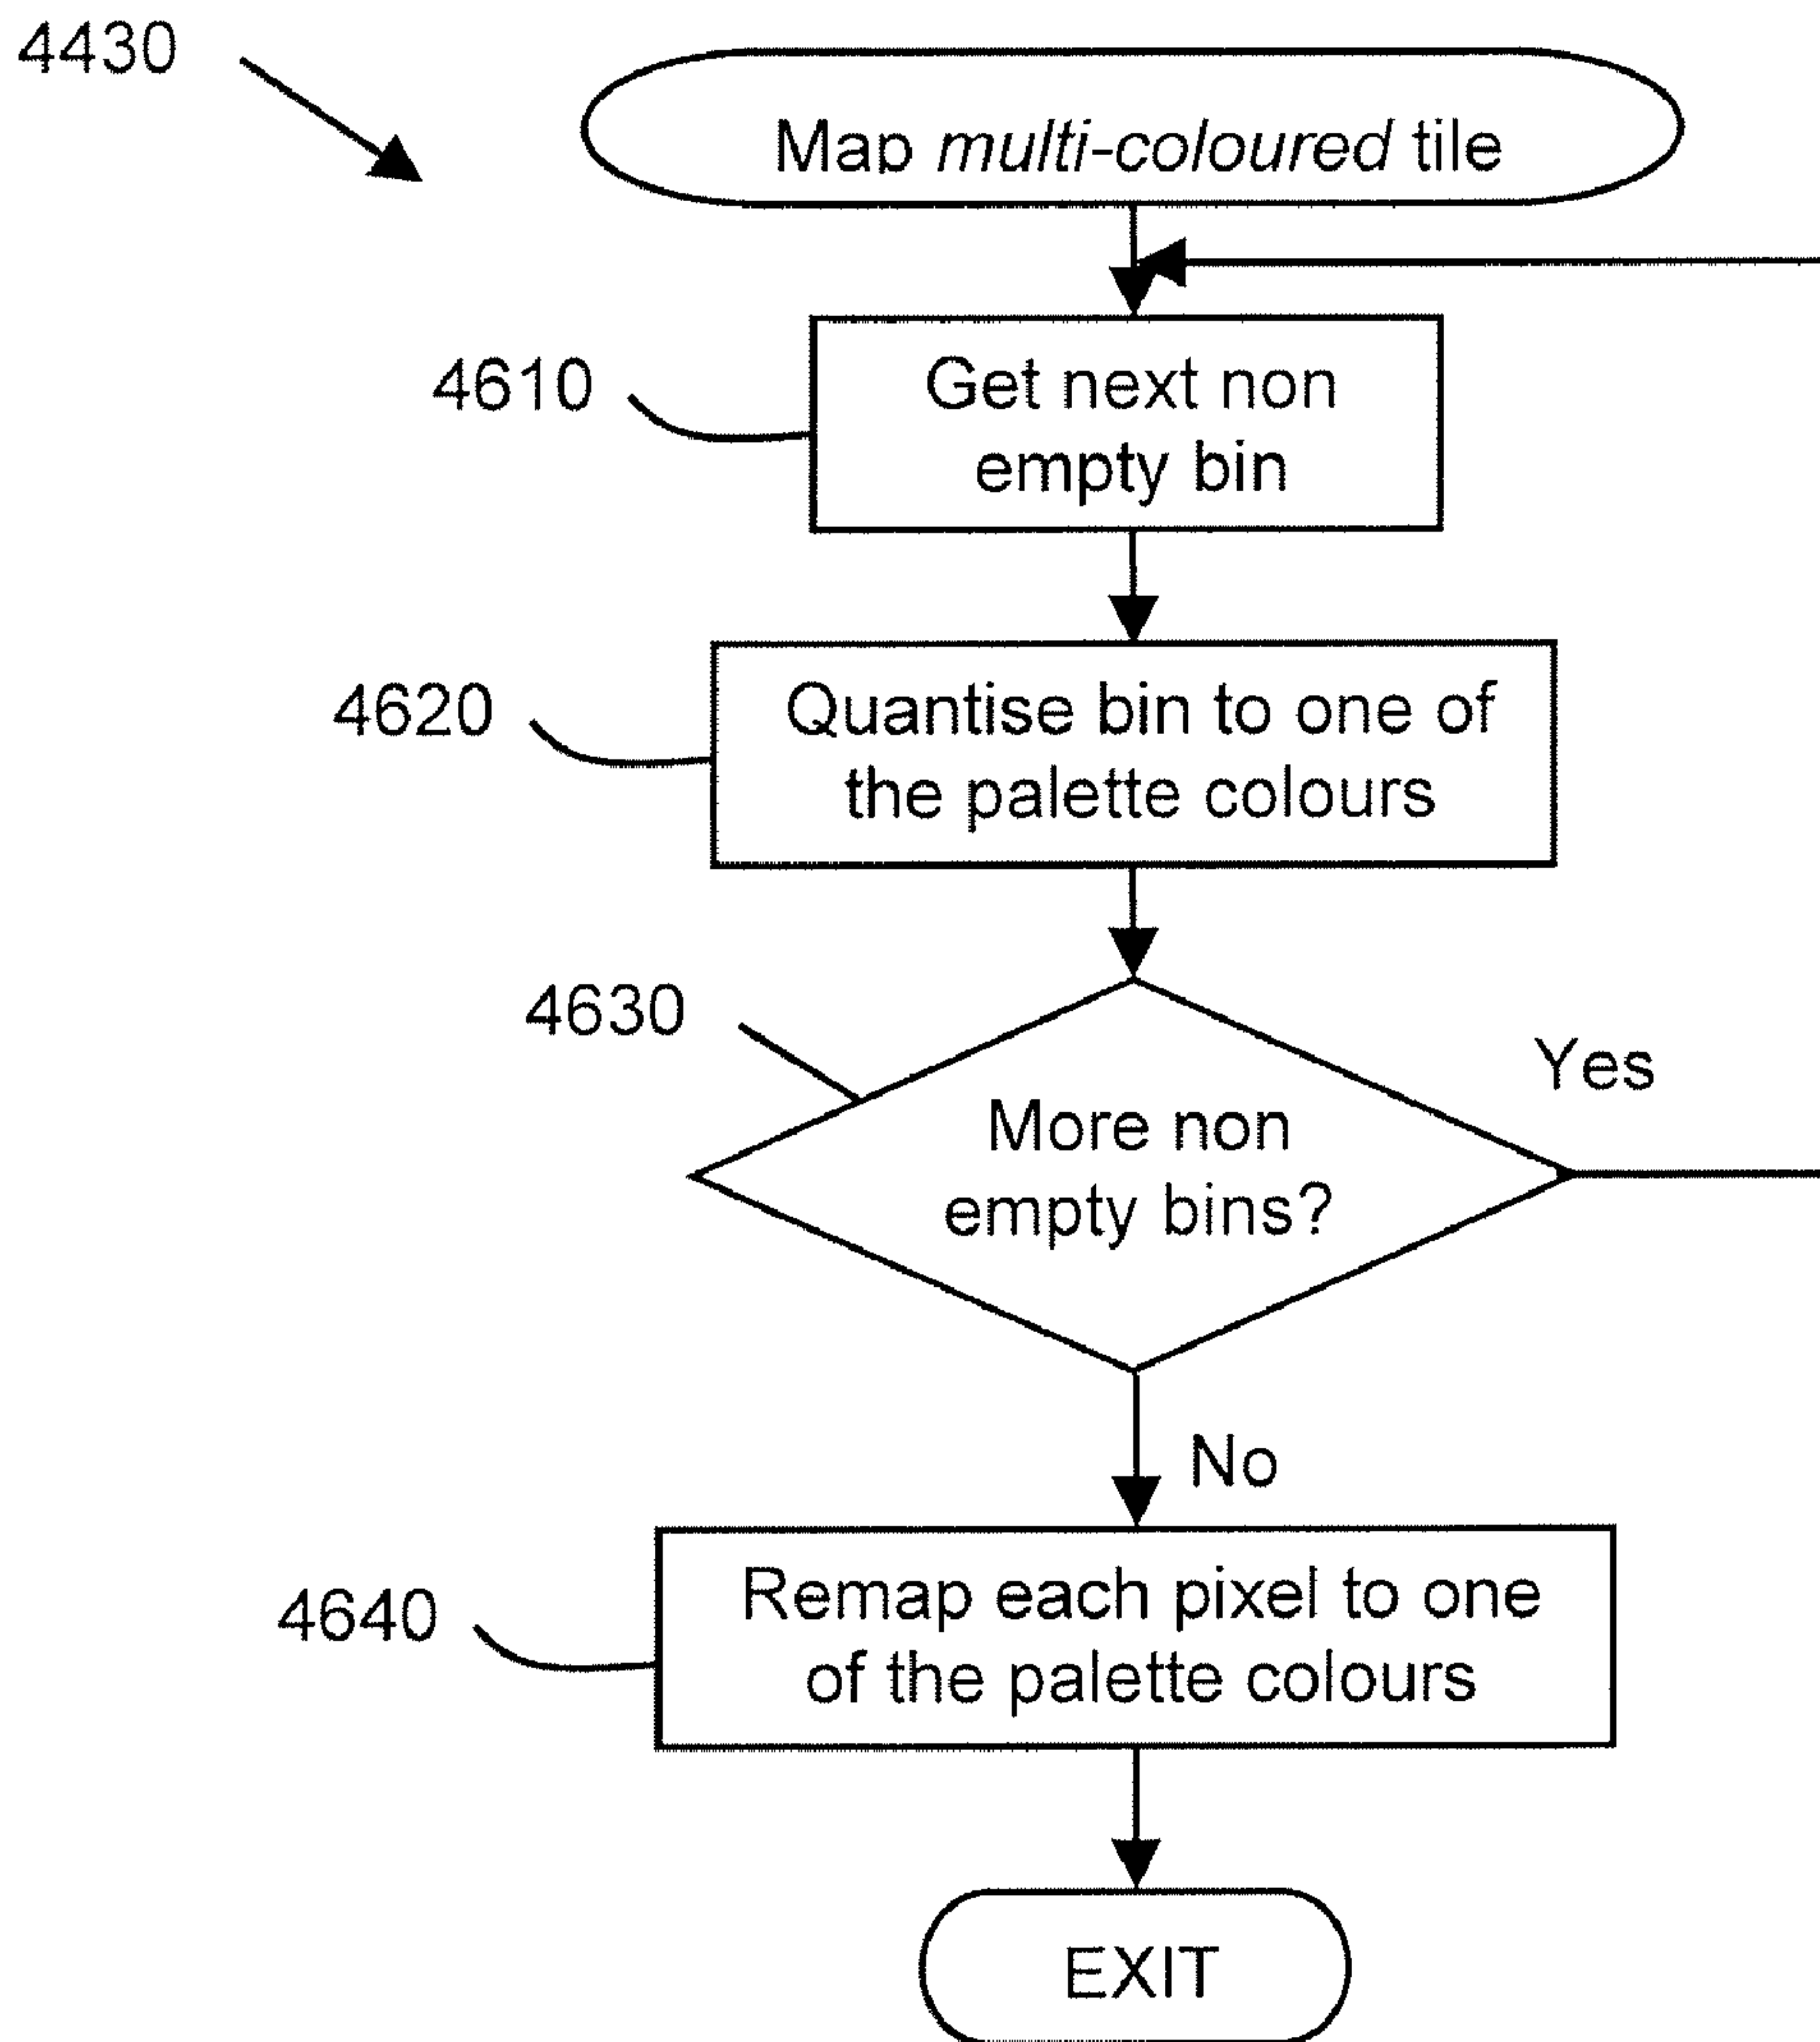 4430
Map multi-coloured tile
4610
Get next non
empty bin
4620
Quantise bin to one of
the palette colours
4630
More non
empty bins?
Yes
No
4640
Remap each pixel to one
of the palette colours
EXIT